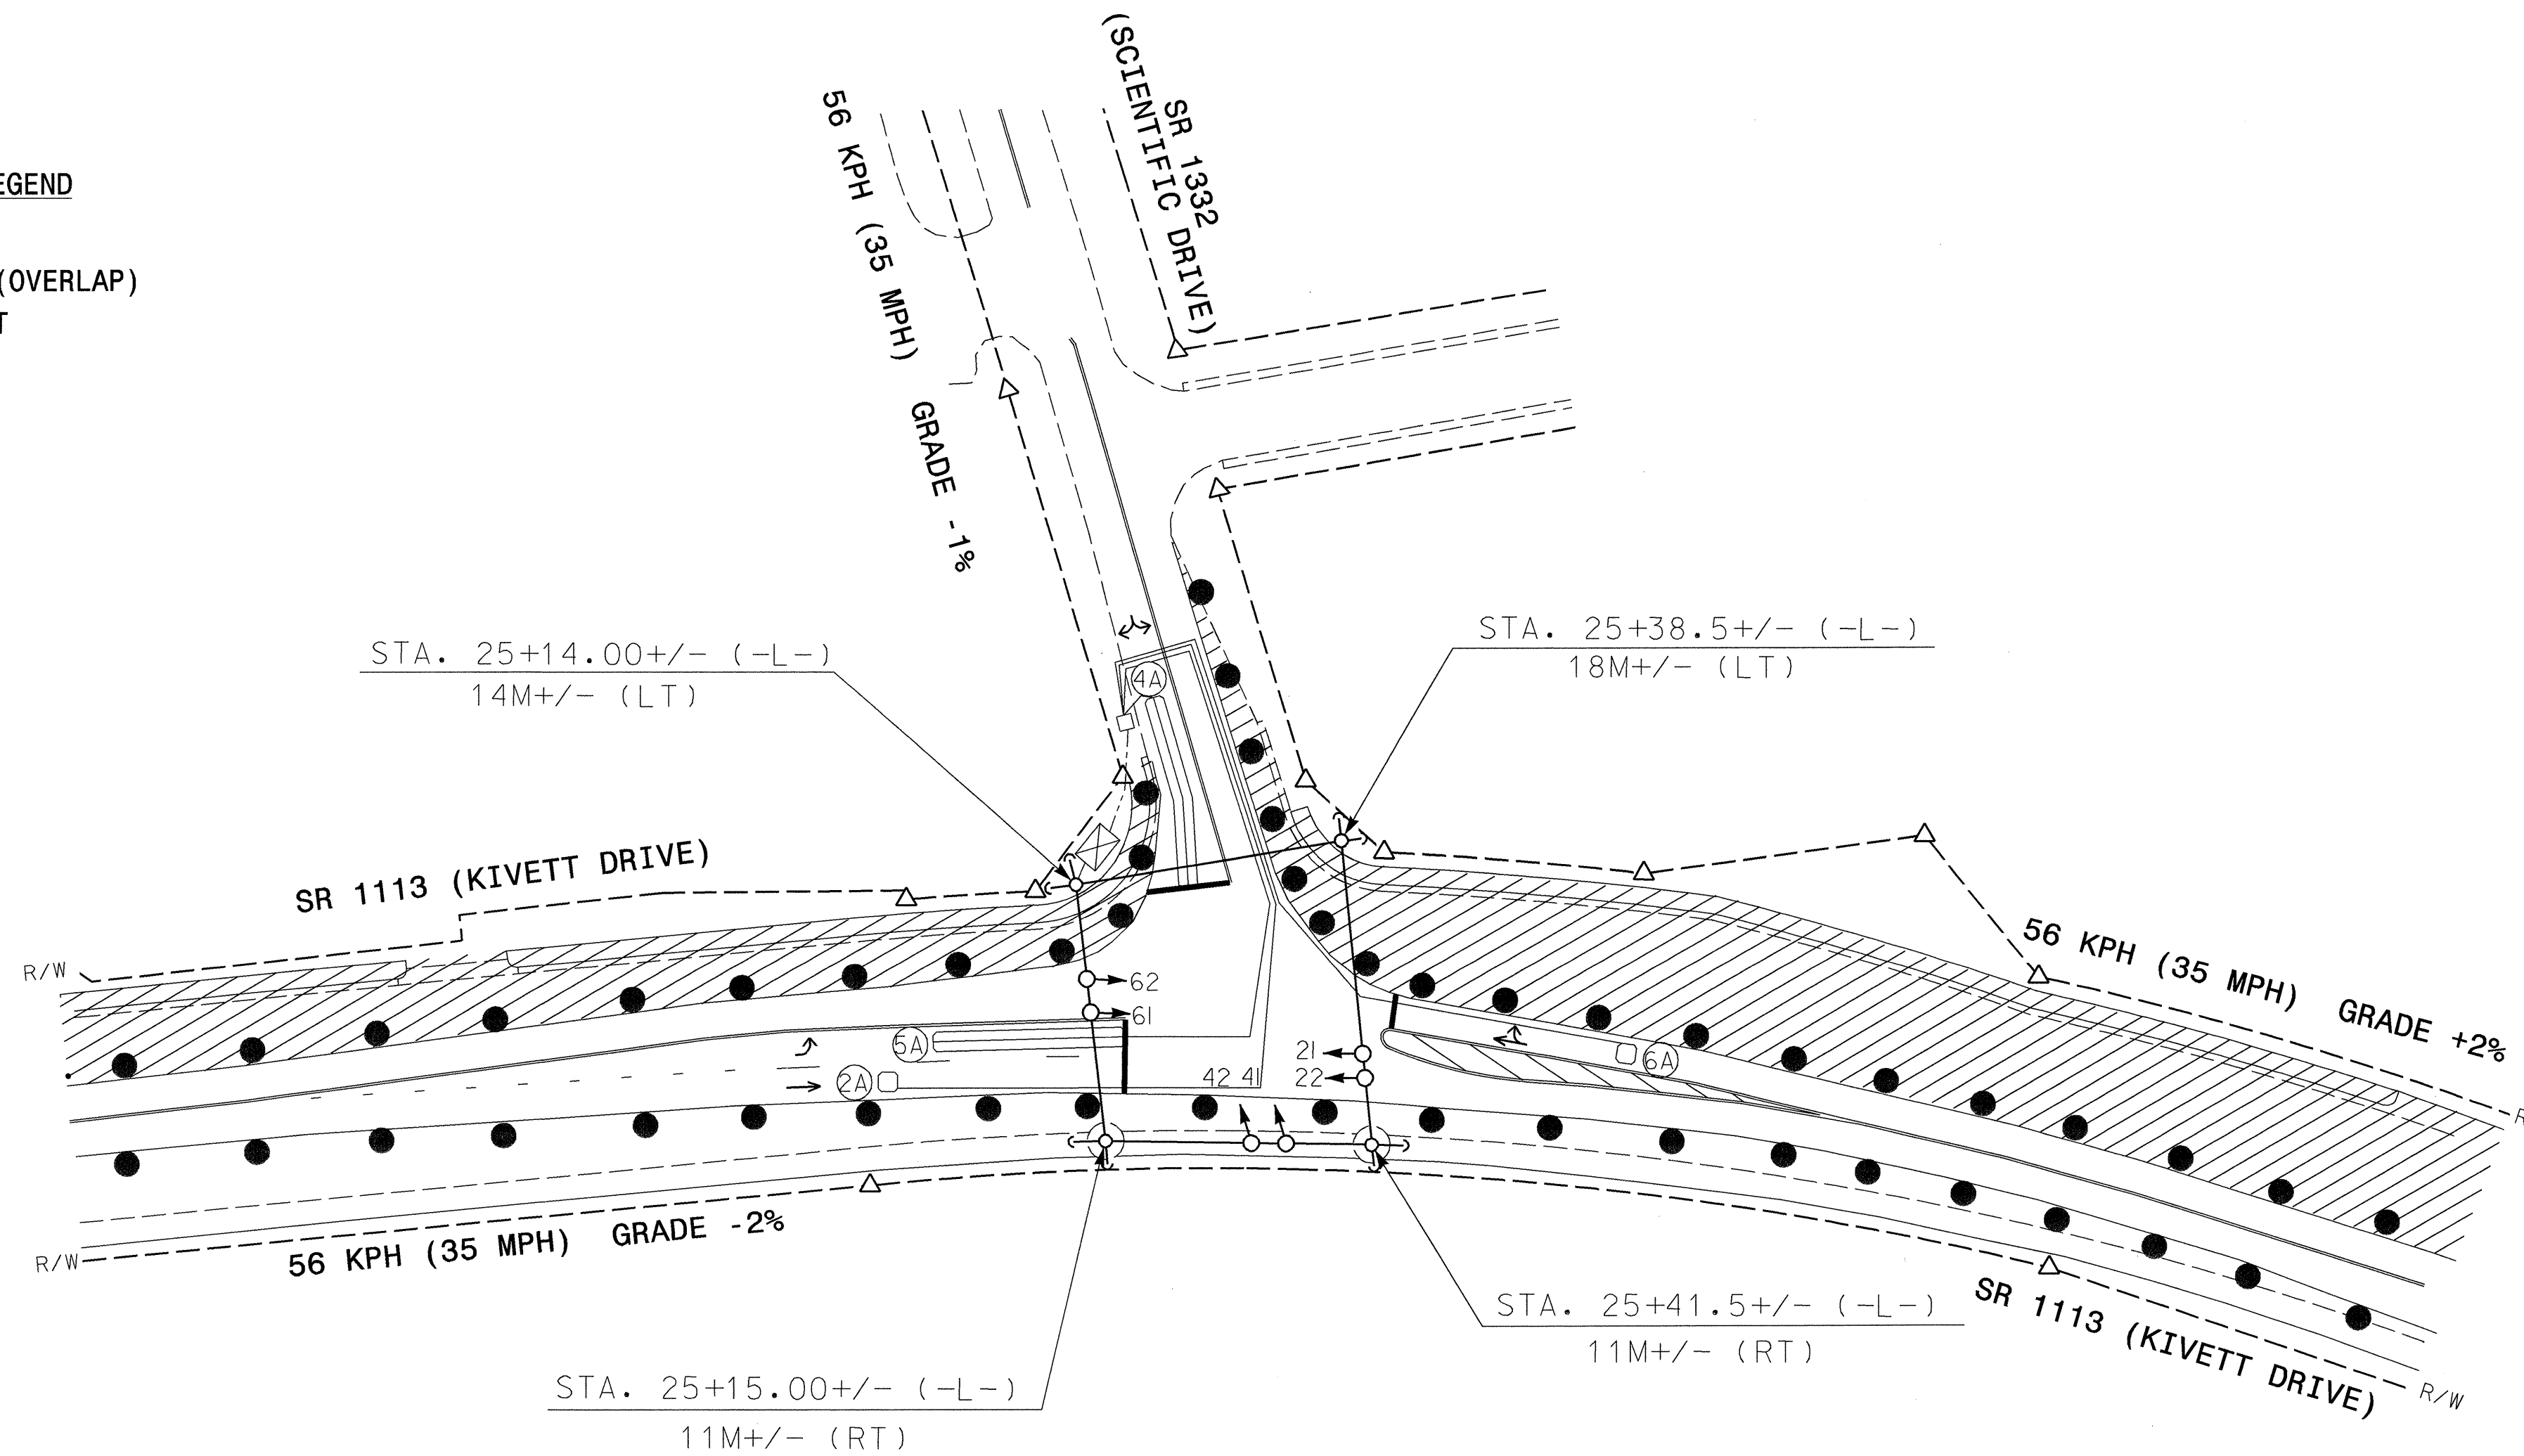 EGEND
(OVERLAP)
T
(SCIENTIFIC DRIVE)
SR 1332
56 KPH (35 MPH) GRADE -1%
STA. 25+14.00+/- (-L-)
14M+/- (LT)
STA. 25+38.5+/- (-L-)
18M+/- (LT)
4A
SR 1113 (KIVETT DRIVE)
56 KPH (35 MPH) GRADE +2%
R/W
62
61
5A
2A
21
22
42 41
6A
R
R/W
56 KPH (35 MPH) GRADE -2%
SR 1113 (KIVETT DRIVE)
R/W
STA. 25+41.5+/- (-L-)
11M+/- (RT)
STA. 25+15.00+/- (-L-)
11M+/- (RT)